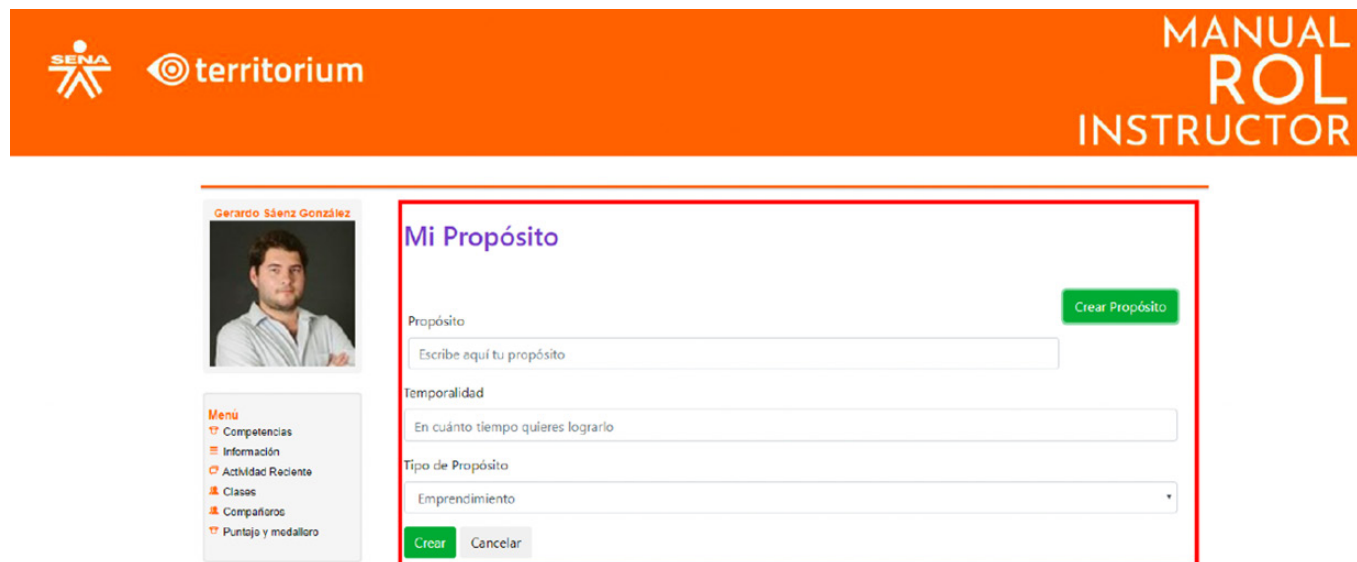 SENA
territorium
MANUAL
ROL
INSTRUCTOR
Gerardo Sáenz González
Menú
Competencias
Información
Actividad Reciente
Clases
Compañeros
Puntaje y medallero
Mi Propósito
Crear Propósito
Propósito
Escribe aquí tu propósito
Temporalidad
En cuánto tiempo quieres lograrlo
Tipo de Propósito
Emprendimiento
Crear Cancelar